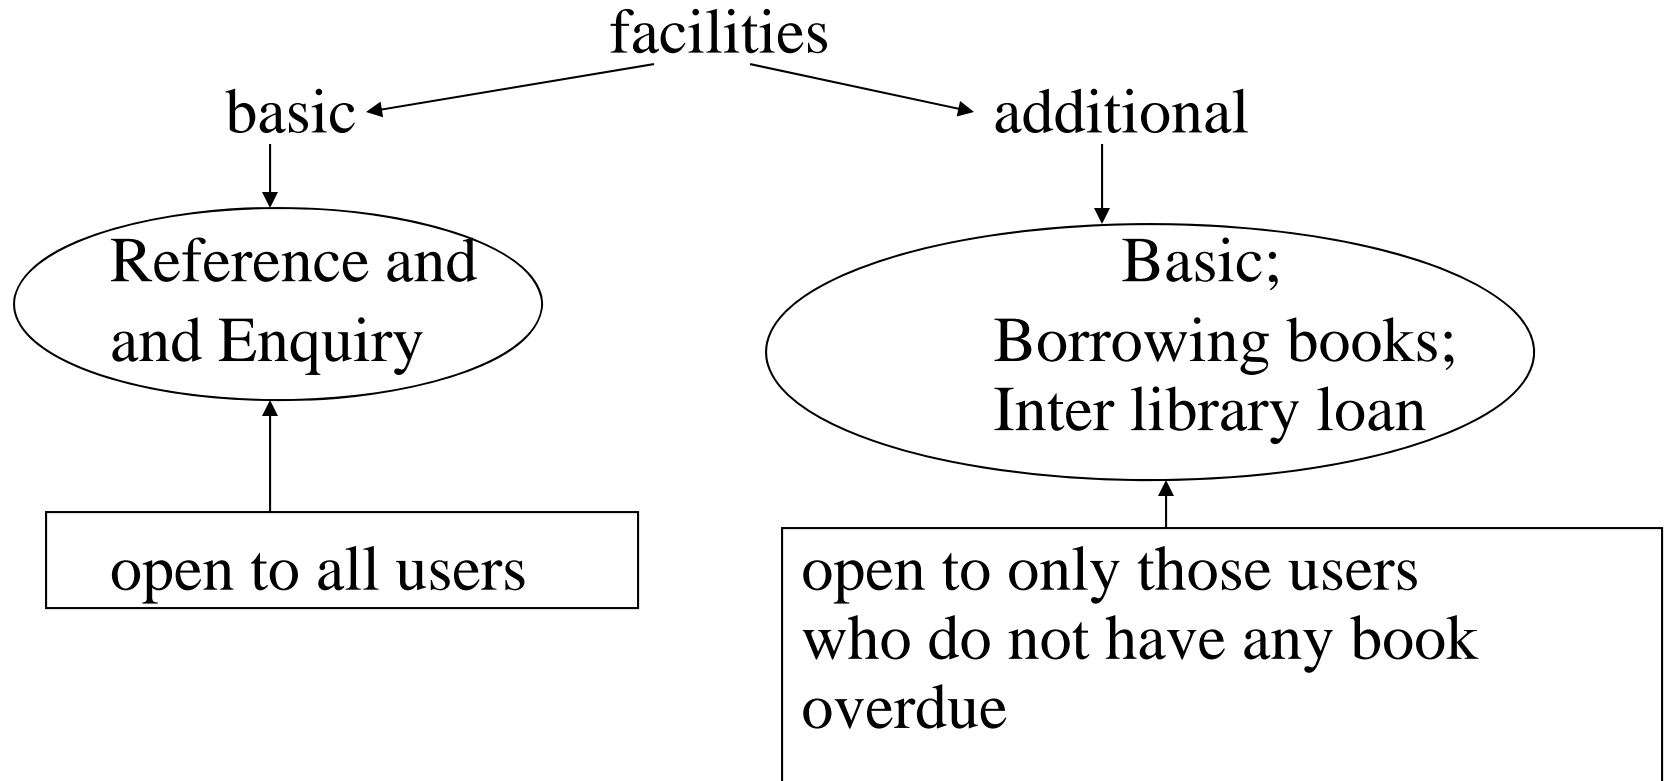 facilities
basic
additional
Reference and
and Enquiry
Basic;
Borrowing books;
Inter library loan
open to all users
open to only those users
who do not have any book
overdue